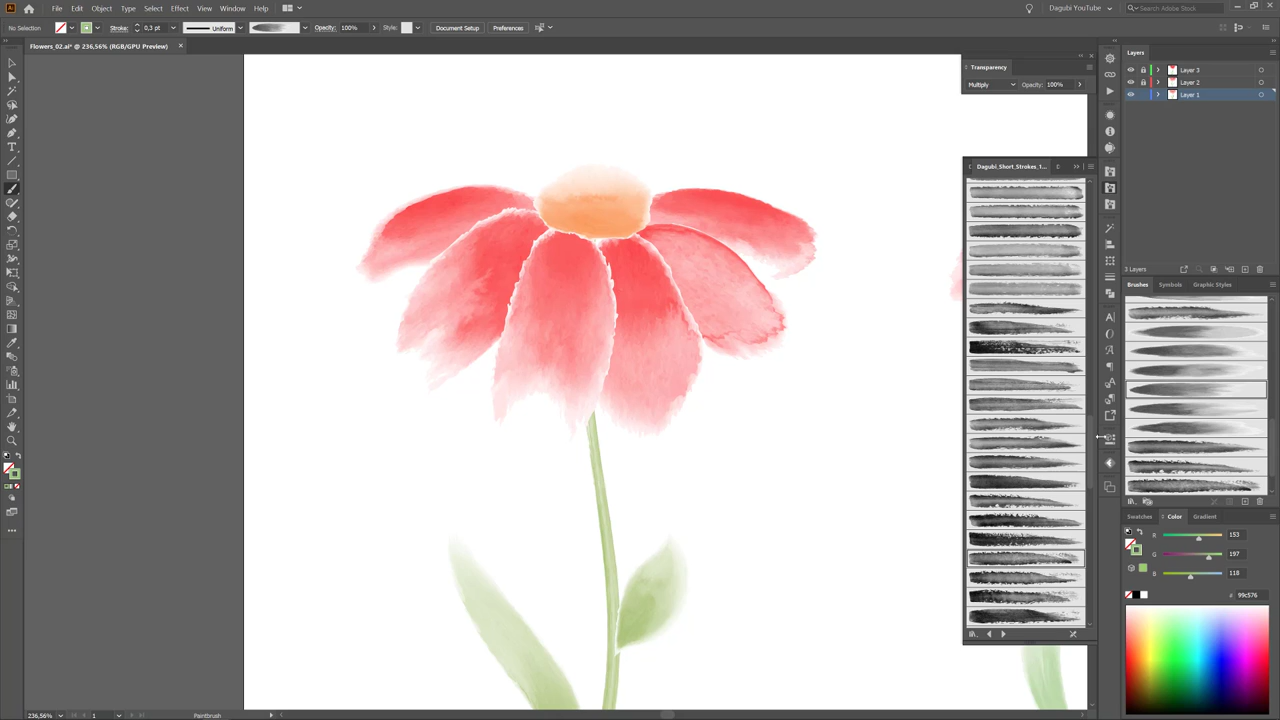 Ai File Edit Object Type Select Effect View Window Help
Dagubi YouTube Search Adobe Stock
No Selection Stroke: 0,3 pt Uniform Opacity: 100% Style: Document Setup Preferences
Flowers_02.ai* @ 236,56% (RGB/GPU Preview)
Transparency
Multiply Opacity: 100%
Dagubi_Short_Strokes_1...
Layers
Layer 3
Layer 2
Layer 1
3 Layers
Brushes Symbols Graphic Styles
Swatches Color Gradient
R 153
G 197
B 118
# 99c576
236,56% 1 Paintbrush